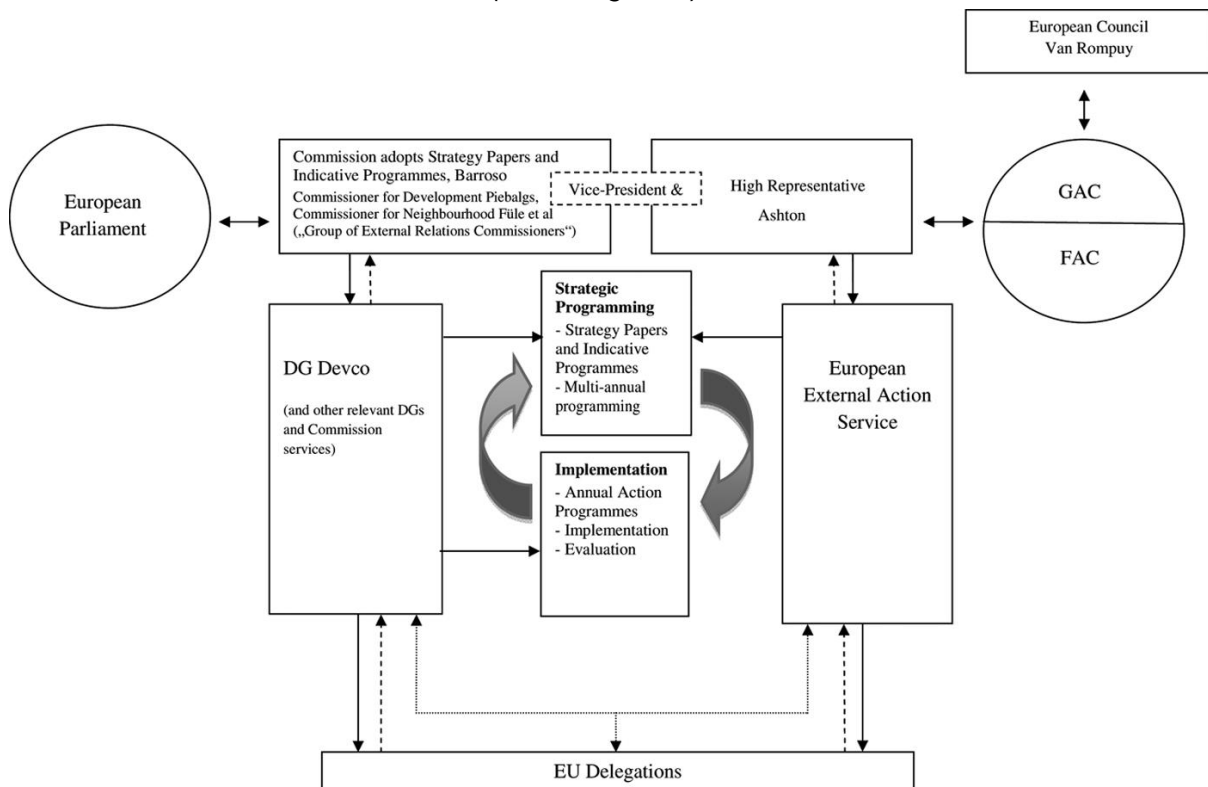 European Council
Van Rompuy
European
Parliament
Commission adopts Strategy Papers and
Indicative Programmes, Barroso
Commissioner for Development Piebalgs,
Commissioner for Neighbourhood Füle et al
(„Group of External Relations Commissioners“)
Vice-President &
High Representative
Ashton
GAC
FAC
Strategic
Programming
- Strategy Papers
and Indicative
Programmes
- Multi-annual
programming
DG Devco
(and other relevant DGs
and Commission
services)
European
External Action
Service
Implementation
- Annual Action
Programmes
- Implementation
- Evaluation
EU Delegations